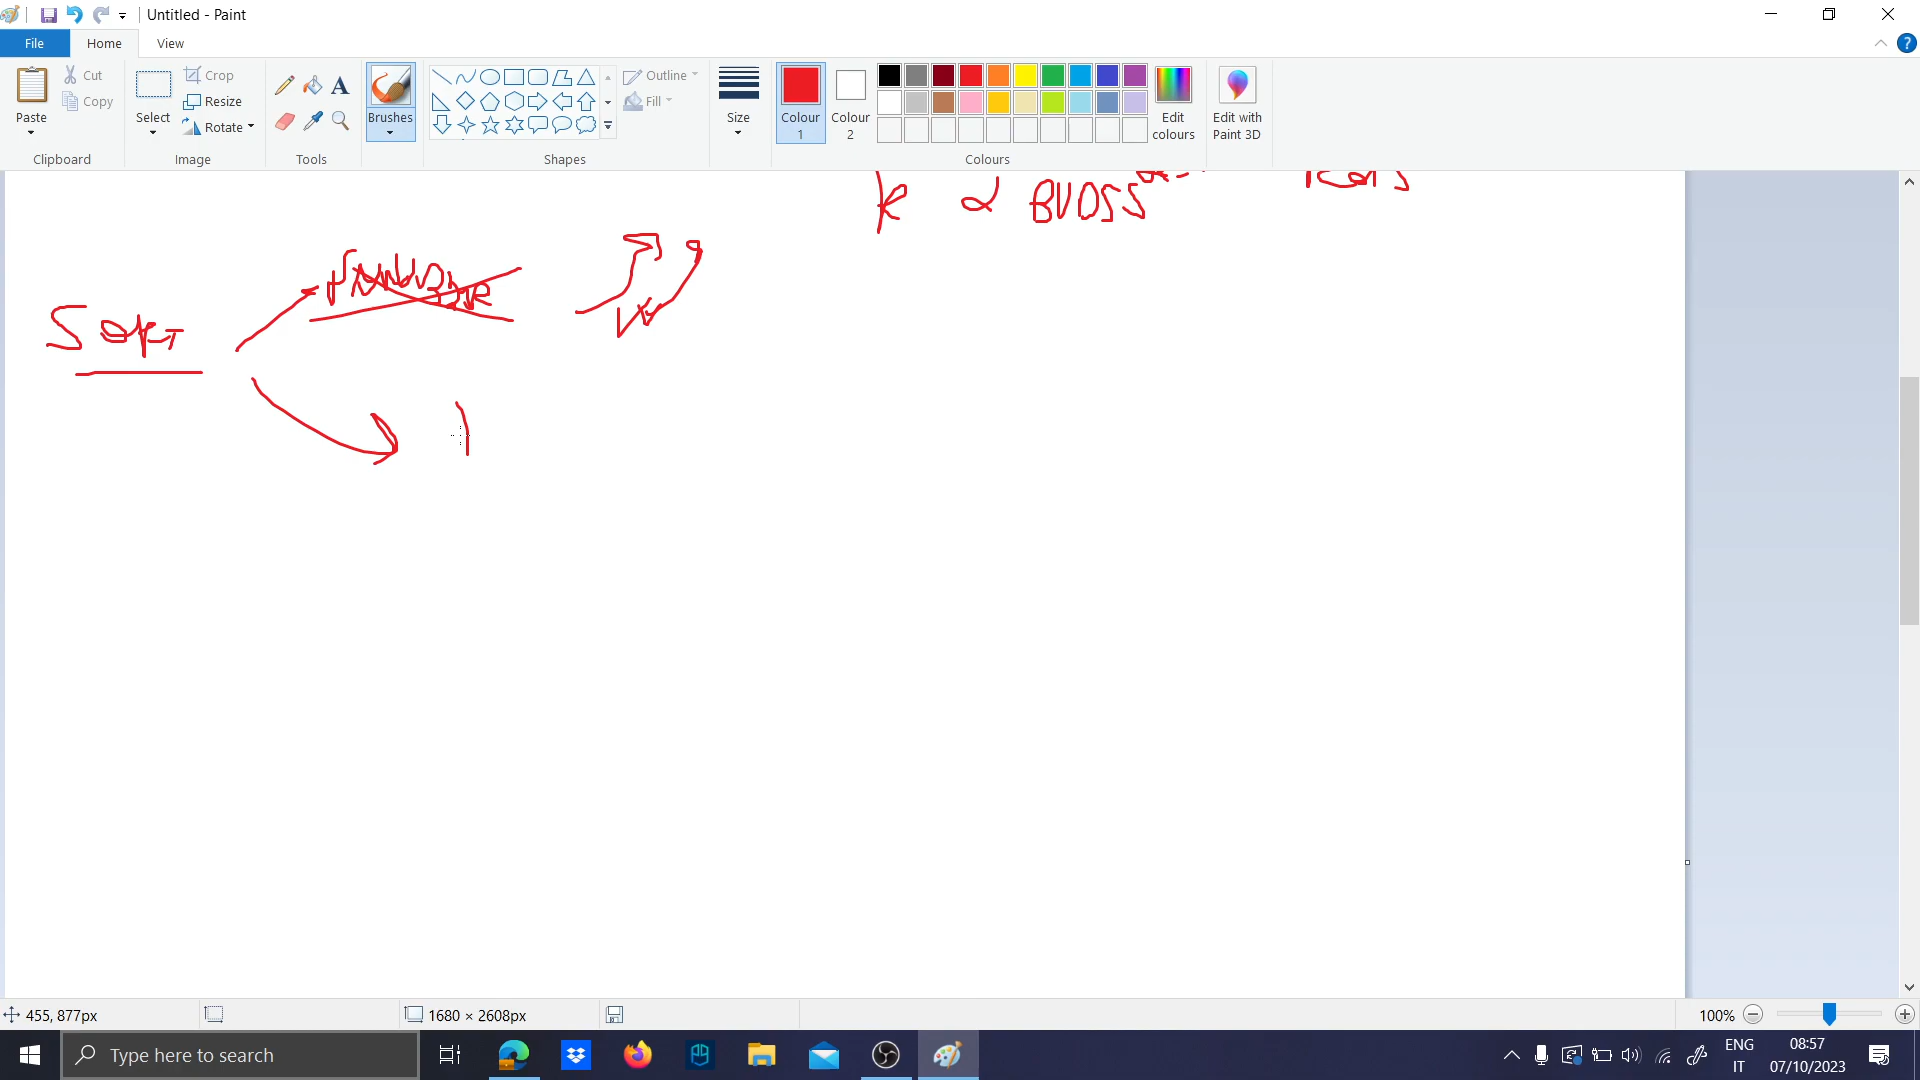 Untitled - Paint
File Home View
Paste
Cut
Copy
Clipboard
Select
Crop
Resize
Rotate
Image
Tools
Brushes
Shapes
Outline
Fill
Size
Colour 1
Colour 2
Colours
Edit colours
Edit with Paint 3D
K α BUDSS
455, 877px
1680 × 2608px
100%
Type here to search
ENG
IT
08:57
07/10/2023